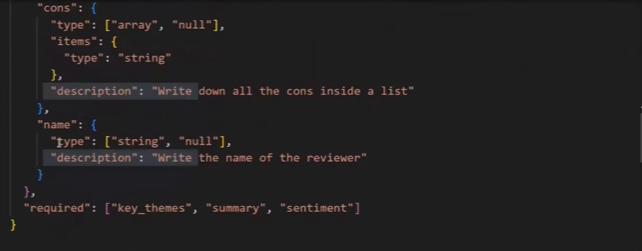 "cons": {
"type": ["array", "null"],
"items": {
"type": "string"
},
"description": "Write down all the cons inside a list"
},
"name": {
"type": ["string", "null"],
"description": "Write the name of the reviewer"
}
},
"required": ["key_themes", "summary", "sentiment"]
}